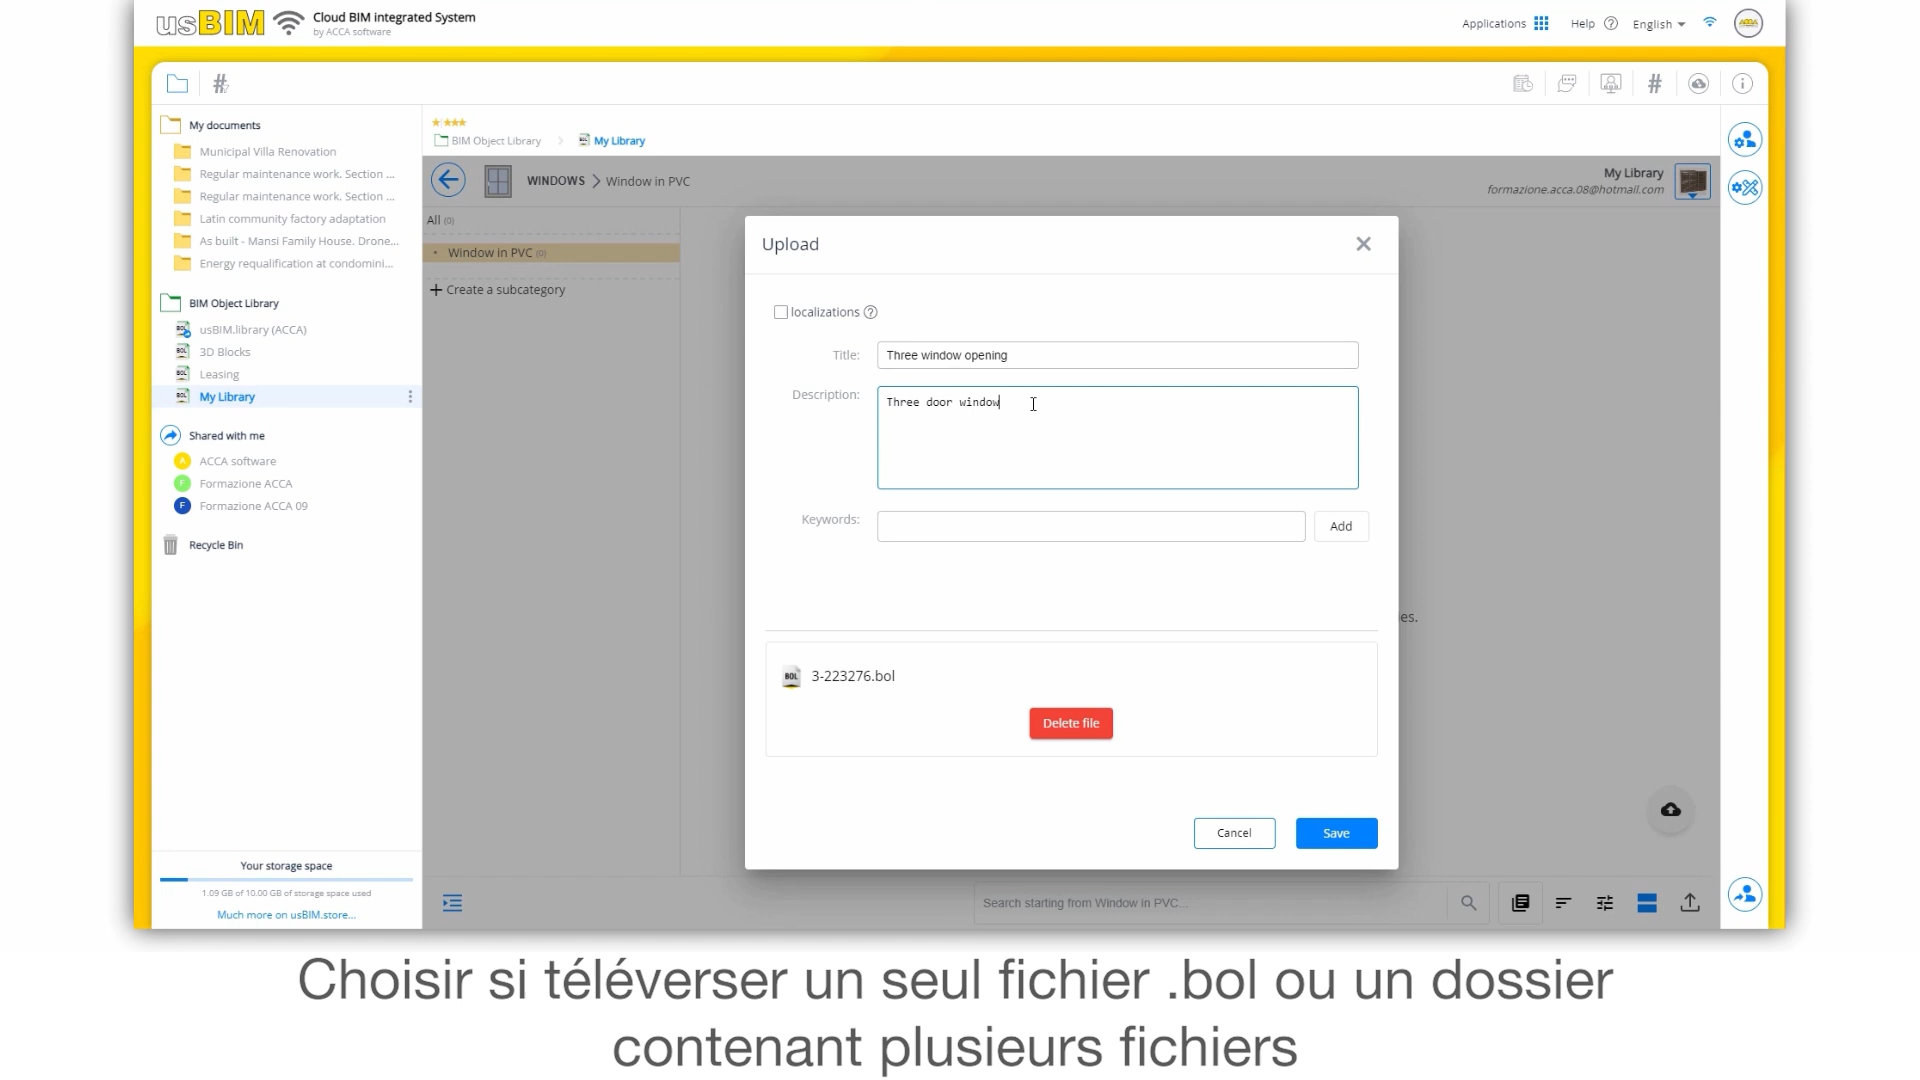 usBIM
Cloud BIM integrated System
by ACCA software
Applications
Help
English
My documents
Municipal Villa Renovation
Regular maintenance work. Section ...
Regular maintenance work. Section ...
Latin community factory adaptation
As built - Mansi Family House. Drone...
Energy requalification at condomini...
BIM Object Library
usBIM.library (ACCA)
3D Blocks
Leasing
My Library
Shared with me
A ACCA software
F Formazione ACCA
F Formazione ACCA 09
Recycle Bin
Your storage space
1.09 GB of 10.00 GB of storage space used
Much more on usBIM.store...
BIM Object Library
My Library
WINDOWS > Window in PVC
My Library
formazione.acca.08@hotmail.com
All (0)
Window in PVC (0)
+ Create a subcategory
Upload
localizations ?
Title: Three window opening
Description: Three door window
Keywords:
Add
BOL 3-223276.bol
Delete file
Cancel
Save
es.
Search starting from Window in PVC...
Choisir si téléverser un seul fichier .bol ou un dossier
contenant plusieurs fichiers